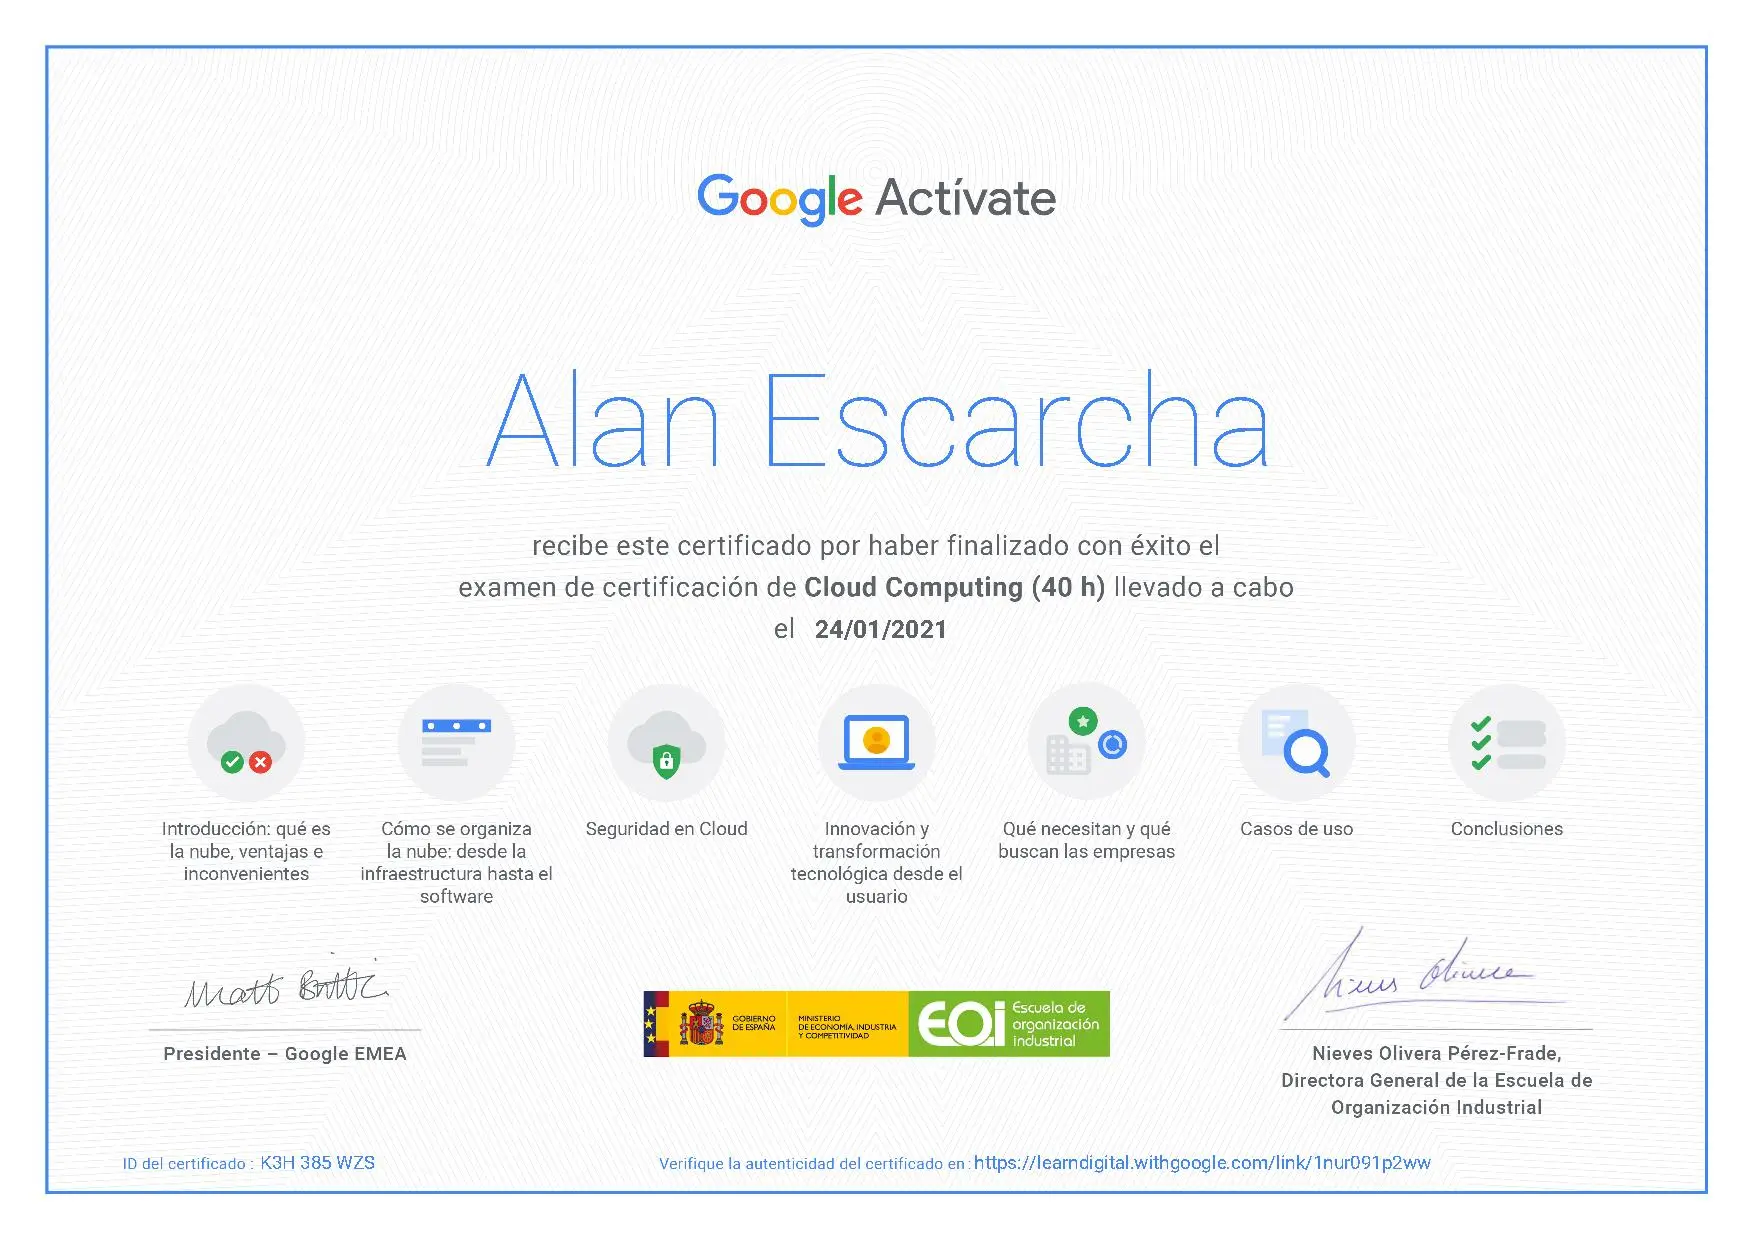 Google Actívate
Alan Escarcha
recibe este certificado por haber finalizado con éxito el
examen de certificación de Cloud Computing (40 h) llevado a cabo
el 24/01/2021
Introducción: qué es
la nube, ventajas e
inconvenientes
Cómo se organiza
la nube: desde la
infraestructura hasta el
software
Seguridad en Cloud
Innovación y
transformación
tecnológica desde el
usuario
Qué necesitan y qué
buscan las empresas
Casos de uso
Conclusiones
Matt Brittin
Presidente – Google EMEA
GOBIERNO
DE ESPAÑA
MINISTERIO
DE ECONOMÍA, INDUSTRIA
Y COMPETITIVIDAD
EOi
Escuela de
organización
industrial
Nieves Olivera
Nieves Olivera Pérez-Frade,
Directora General de la Escuela de
Organización Industrial
ID del certificado : K3H 385 WZS
Verifique la autenticidad del certificado en : https://learndigital.withgoogle.com/link/1nur091p2ww